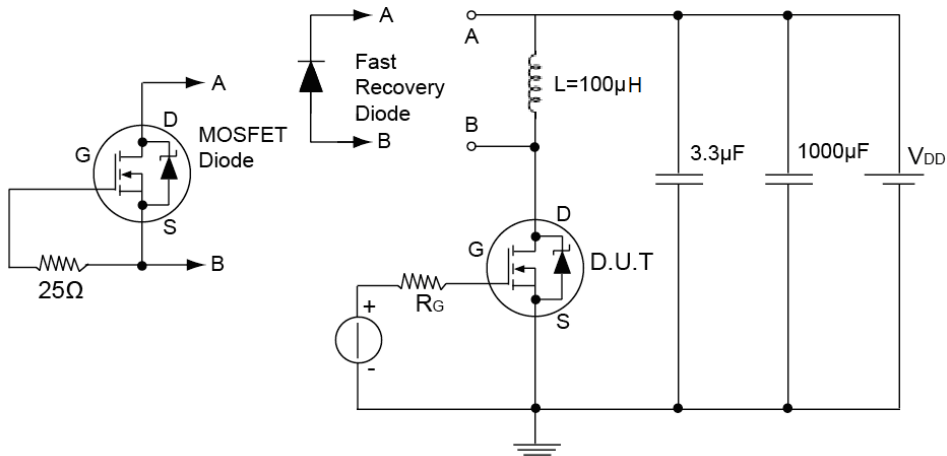 A
D
G
MOSFET
Diode
S
B
25Ω
A
Fast
Recovery
Diode
B
A
L=100µH
B
D
G
D.U.T
S
RG
+
-
3.3µF
1000µF
VDD